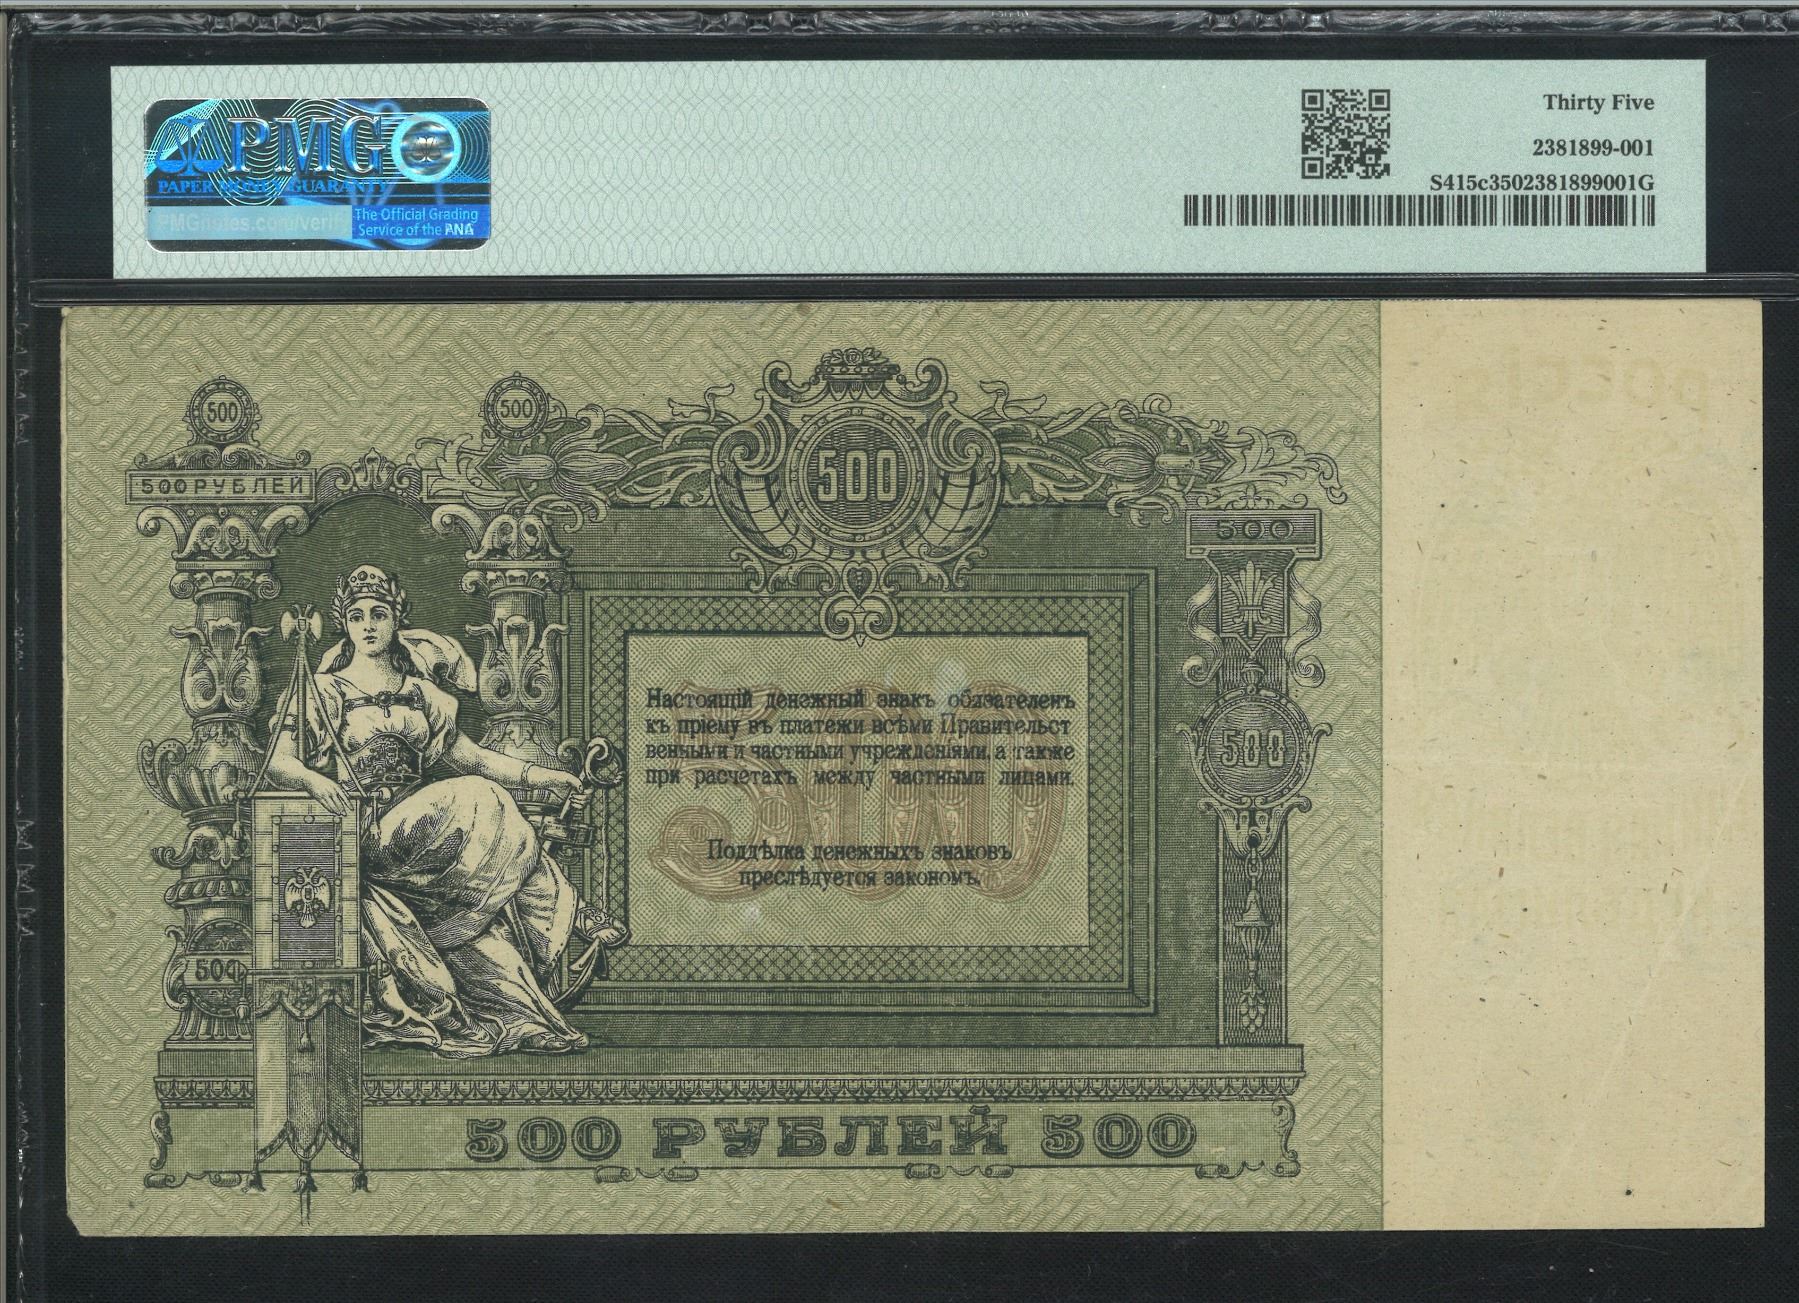 PMG
PAPER MONEY GUARANTY
PMGnotes.com/verify
The Official Grading
Service of the ANA
Thirty Five
2381899-001
S415c3502381899001G
500
500
500
500 РУБЛЕЙ
500
500
500
Настоящій денежный знакъ обязателенъ
къ пріему въ платежи всѣми Правительст
венными и частными учрежденіями, а также
при расчетахъ между частными лицами.
500
Поддѣлка денежныхъ знаковъ
преслѣдуется закономъ.
500
500 РУБЛЕЙ 500